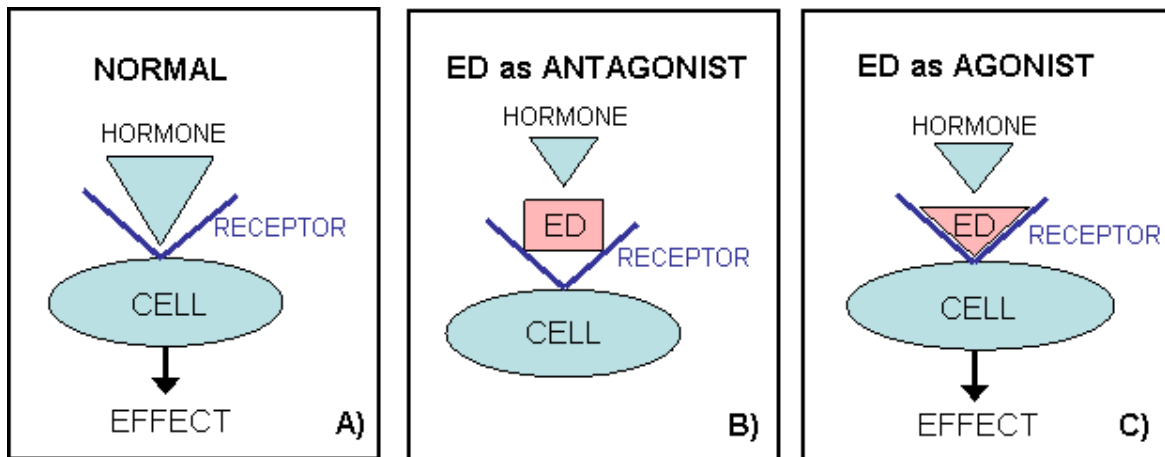 NORMAL
HORMONE
RECEPTOR
CELL
EFFECT
A)
ED as ANTAGONIST
HORMONE
ED
RECEPTOR
CELL
B)
ED as AGONIST
HORMONE
ED
RECEPTOR
CELL
EFFECT
C)